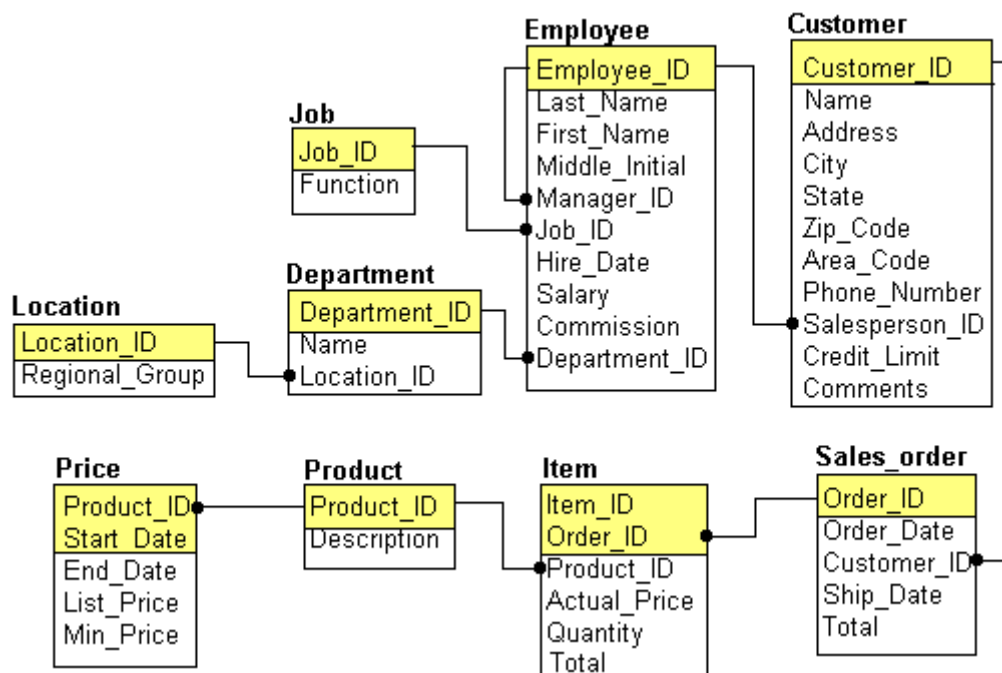 Employee
Employee_ID
Last_Name
First_Name
Middle_Initial
Manager_ID
Job_ID
Hire_Date
Salary
Commission
Department_ID
Customer
Customer_ID
Name
Address
City
State
Zip_Code
Area_Code
Phone_Number
Salesperson_ID
Credit_Limit
Comments
Job
Job_ID
Function
Department
Department_ID
Name
Location_ID
Location
Location_ID
Regional_Group
Price
Product_ID
Start_Date
End_Date
List_Price
Min_Price
Product
Product_ID
Description
Item
Item_ID
Order_ID
Product_ID
Actual_Price
Quantity
Total
Sales_order
Order_ID
Order_Date
Customer_ID
Ship_Date
Total